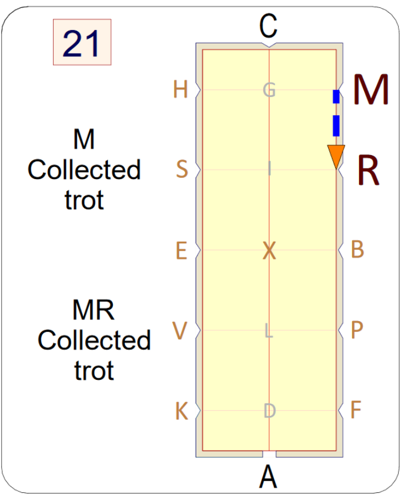 21
C
H G M
M
Collected
trot
S I R
E X B
MR
Collected
trot
V L P
K D F
A